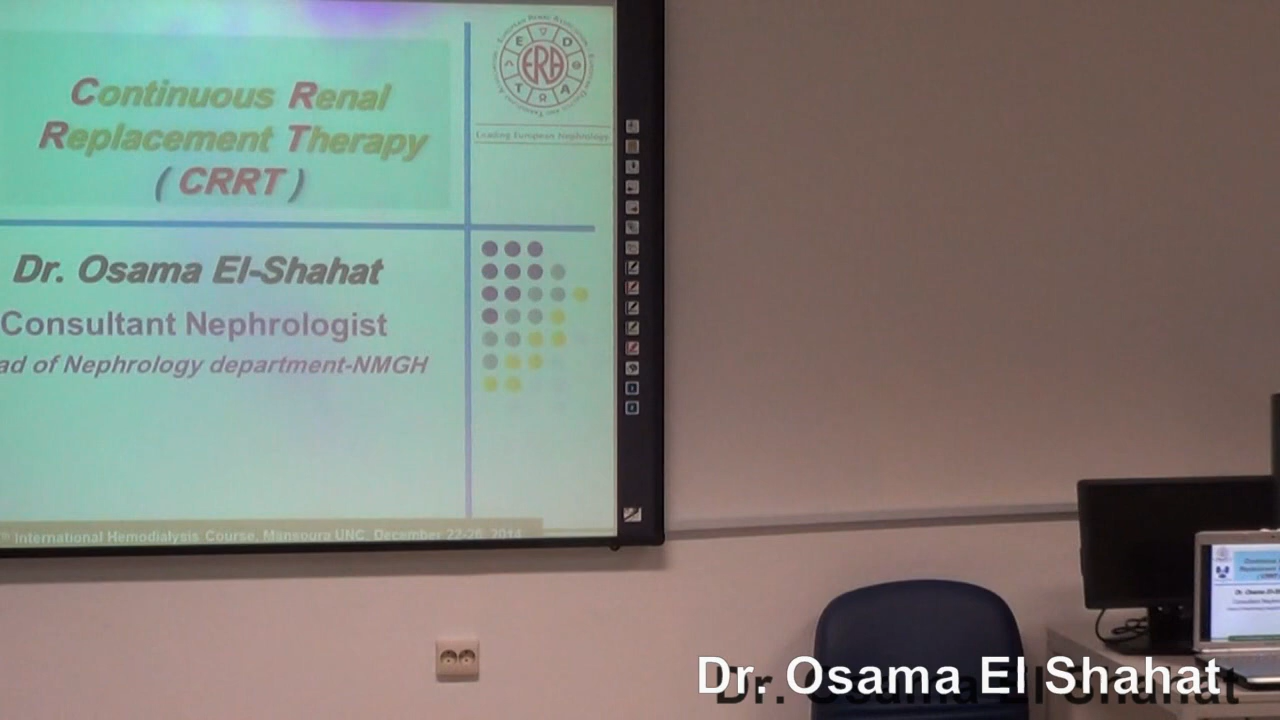 Continuous Renal
Replacement Therapy
( CRRT )
ERA
Leading European Nephrology
Dr. Osama El-Shahat
Consultant Nephrologist
ad of Nephrology department-NMGH
International Hemodialysis Course, Mansoura UNC, December 22-26, 2014
Dr. Osama El Shahat